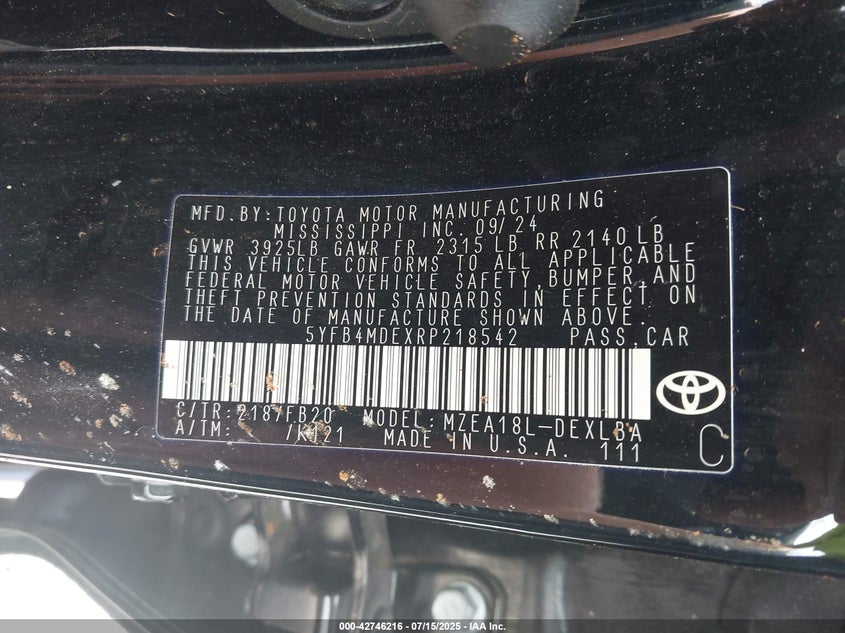 MFD. BY: TOYOTA MOTOR MANUFACTURING
MISSISSIPPI INC. 09/24
GVWR 3925LB GAWR FR 2315 LB RR 2140 LB
THIS VEHICLE CONFORMS TO ALL APPLICABLE
FEDERAL MOTOR VEHICLE SAFETY, BUMPER, AND
THEFT PREVENTION STANDARDS IN EFFECT ON
THE DATE OF MANUFACTURE SHOWN ABOVE.
5YFB4MDEXRP218542 PASS. CAR
C/TR: 2187FB20 MODEL: MZEA18L-DEXLBA
A/TM: /K121 MADE IN U.S.A. 111
C
000-42746216 - 07/15/2025 - IAA Inc.